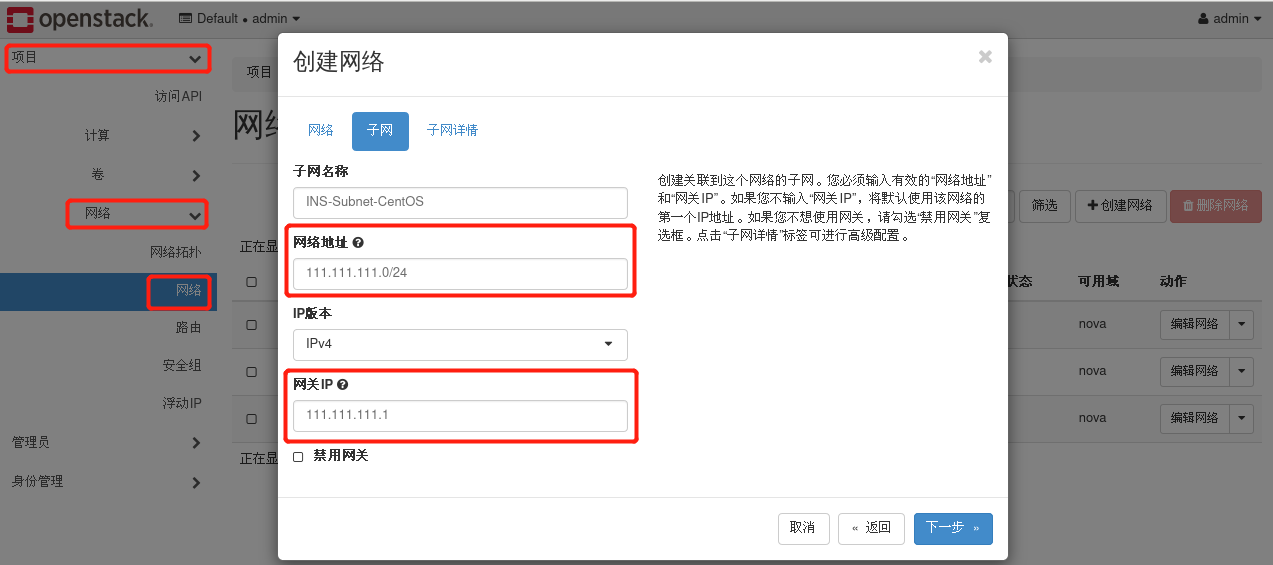 openstack.
Default • admin
admin
项目
访问API
计算
卷
网络
网络拓扑
网络
路由
安全组
浮动IP
管理员
身份管理
项目
正在显
正在显
筛选
创建网络
删除网络
状态
可用域
动作
nova
编辑网络
nova
编辑网络
nova
编辑网络
创建网络
网络
子网
子网详情
子网名称
INS-Subnet-CentOS
网络地址
111.111.111.0/24
IP版本
IPv4
网关IP
111.111.111.1
禁用网关
创建关联到这个网络的子网。您必须输入有效的“网络地址”
和“网关IP”。如果您不输入“网关IP”，将默认使用该网络的
第一个IP地址。如果您不想使用网关，请勾选“禁用网关”复
选框。点击“子网详情”标签可进行高级配置。
取消
« 返回
下一步 »